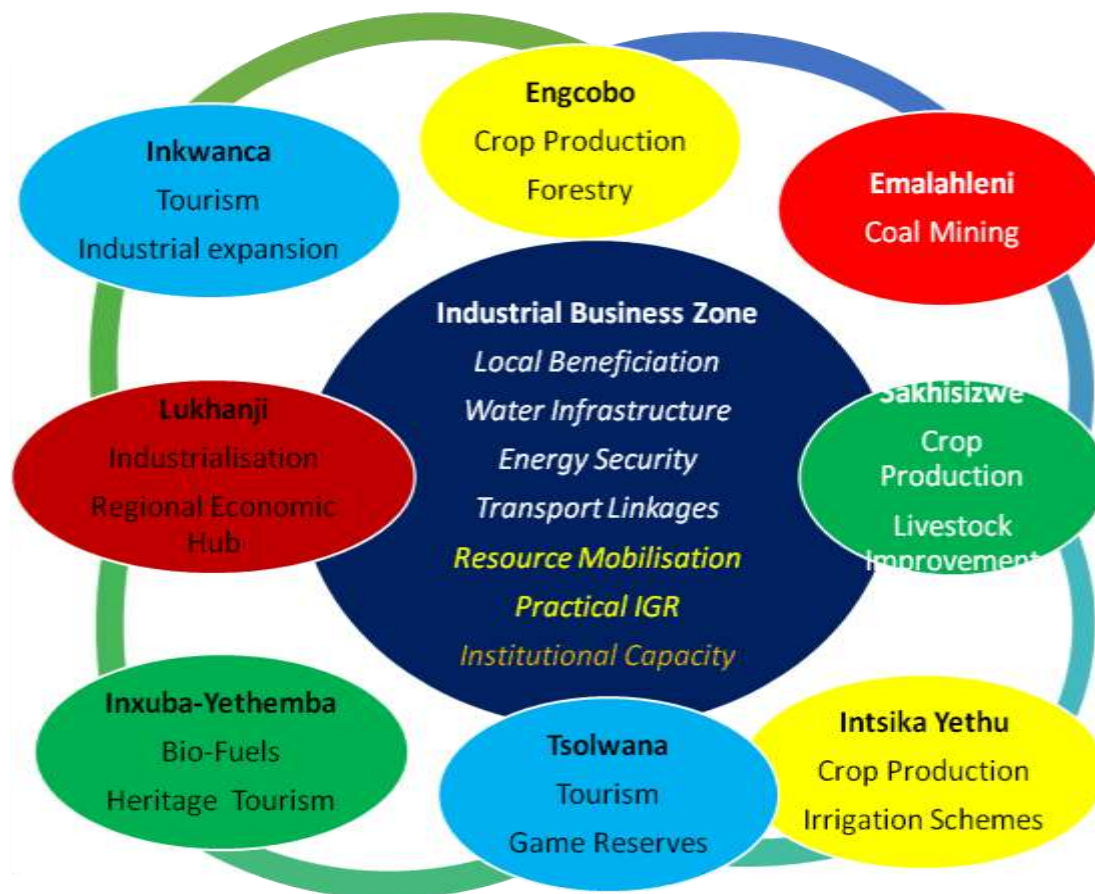 Engcobo
Crop Production
Forestry
Emalahleni
Coal Mining
Sakhisizwe
Crop
Production
Livestock
Improvement
Intsika Yethu
Crop Production
Irrigation Schemes
Tsolwana
Tourism
Game Reserves
Inxuba-Yethemba
Bio-Fuels
Heritage Tourism
Lukhanji
Industrialisation
Regional Economic
Hub
Inkwanca
Tourism
Industrial expansion
Industrial Business Zone
Local Beneficiation
Water Infrastructure
Energy Security
Transport Linkages
Resource Mobilisation
Practical IGR
Institutional Capacity